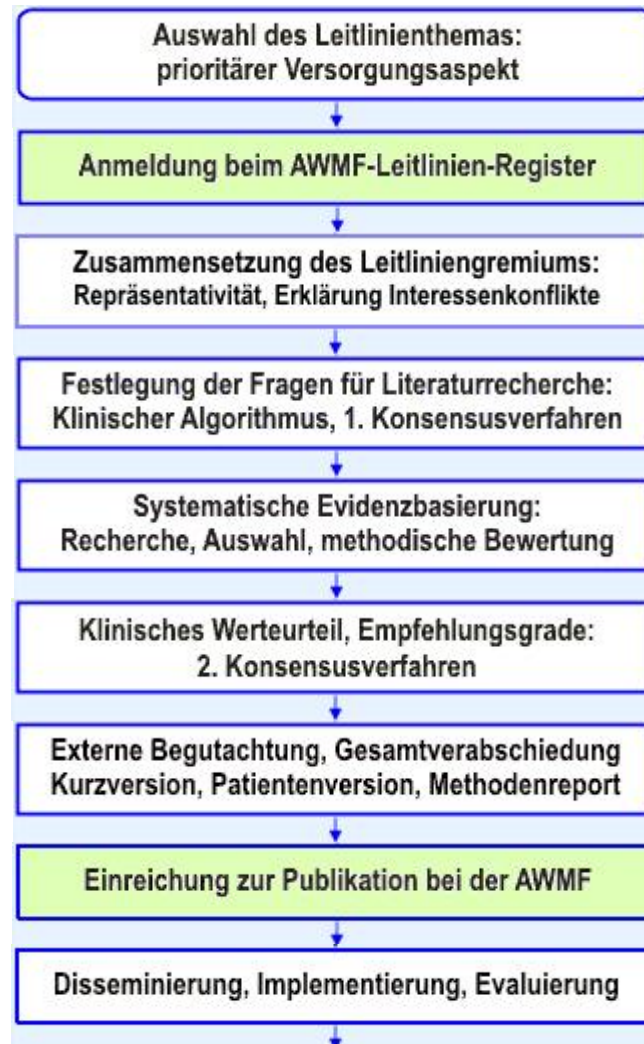 Auswahl des Leitlinienthemas:
prioritärer Versorgungsaspekt
Anmeldung beim AWMF-Leitlinien-Register
Zusammensetzung des Leitliniengremiums:
Repräsentativität, Erklärung Interessenkonflikte
Festlegung der Fragen für Literaturrecherche:
Klinischer Algorithmus, 1. Konsensusverfahren
Systematische Evidenzbasierung:
Recherche, Auswahl, methodische Bewertung
Klinisches Werteurteil, Empfehlungsgrade:
2. Konsensusverfahren
Externe Begutachtung, Gesamtverabschiedung
Kurzversion, Patientenversion, Methodenreport
Einreichung zur Publikation bei der AWMF
Disseminierung, Implementierung, Evaluierung